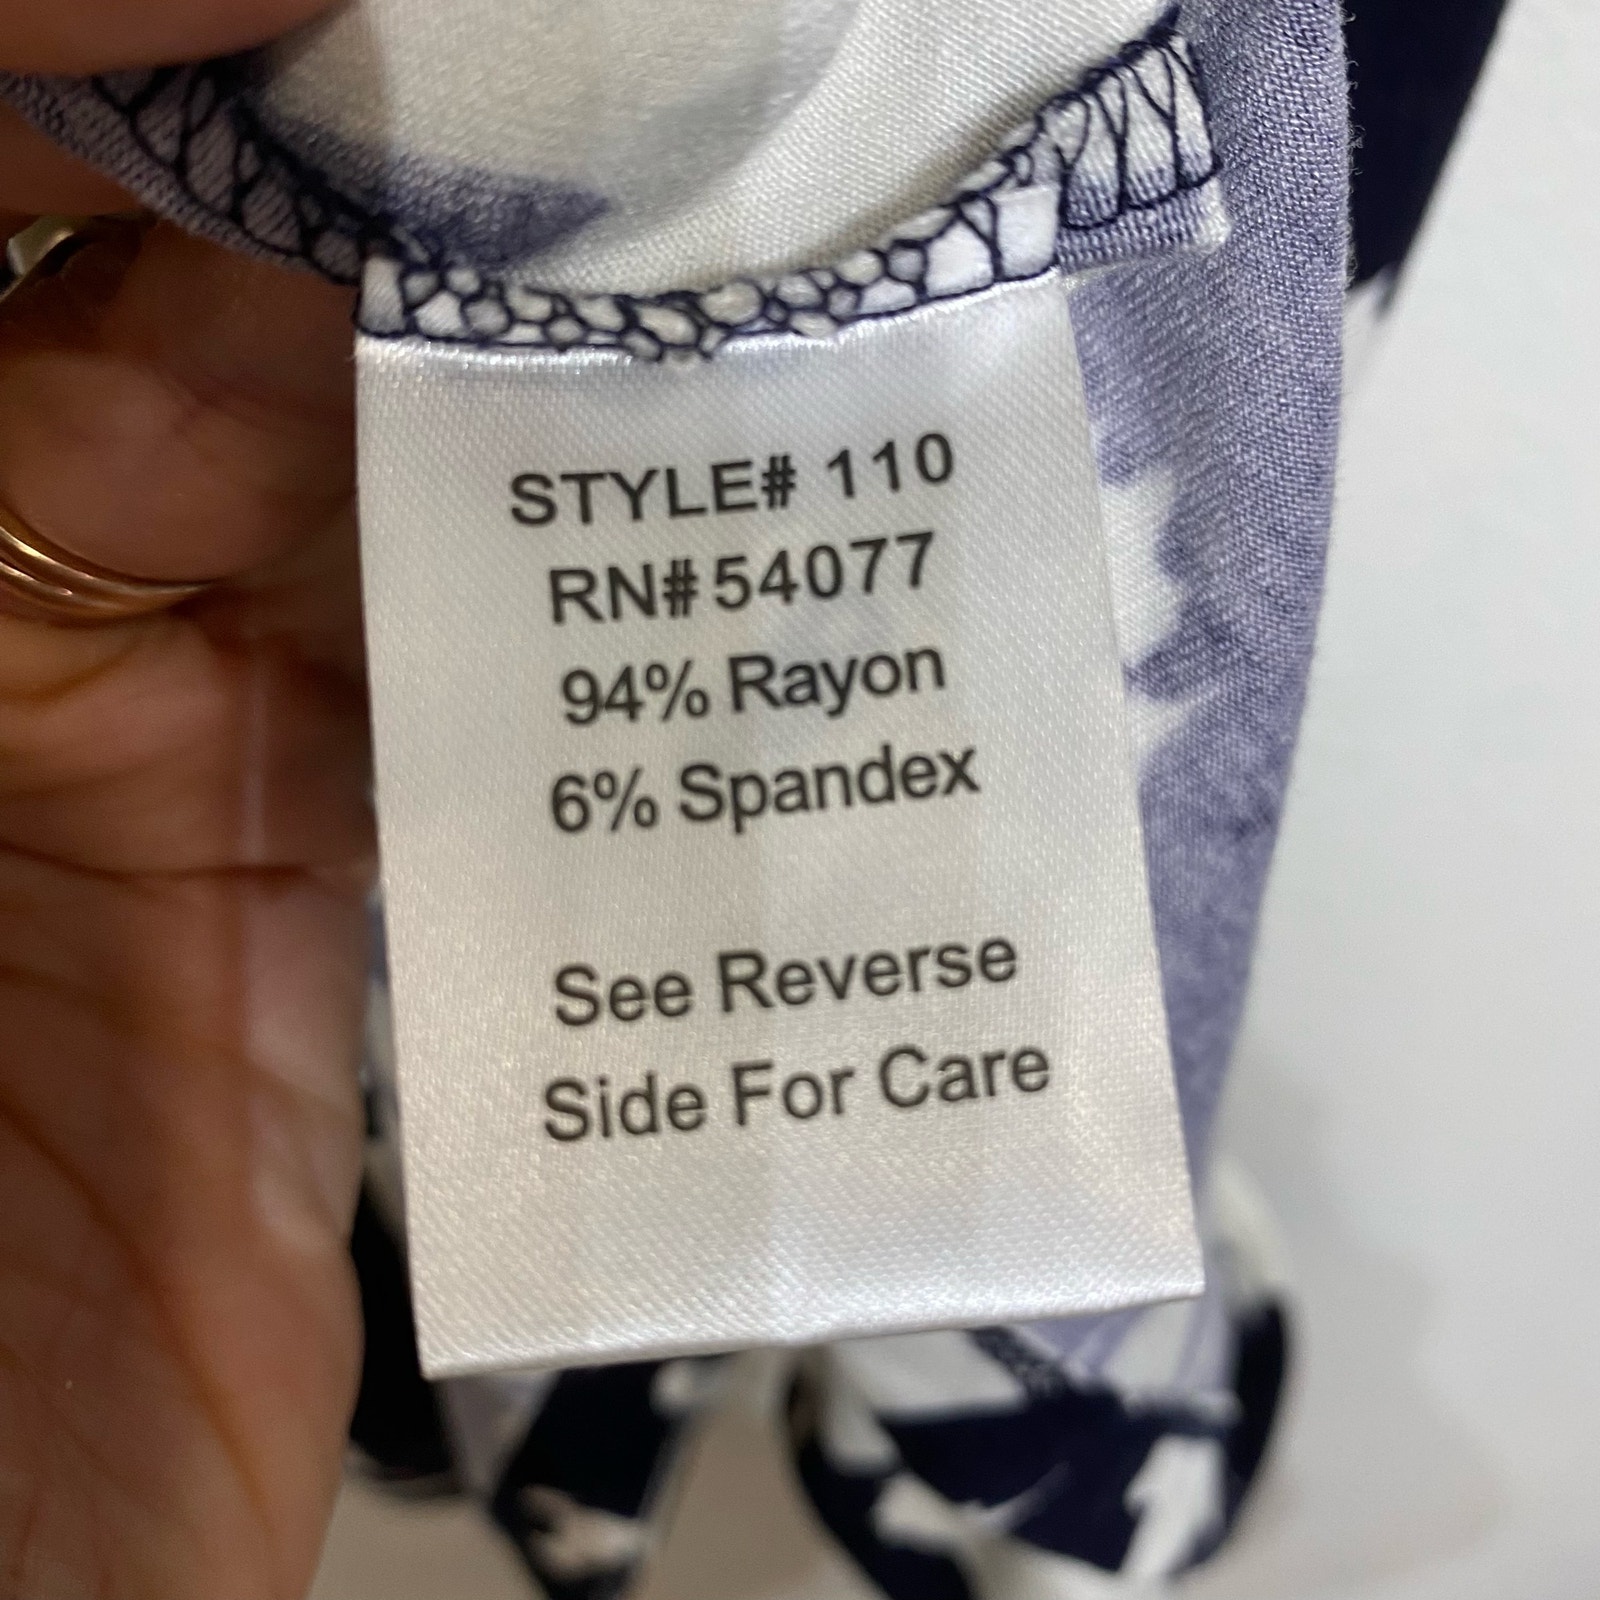 STYLE# 110
RN#54077
94% Rayon
6% Spandex
See Reverse
Side For Care